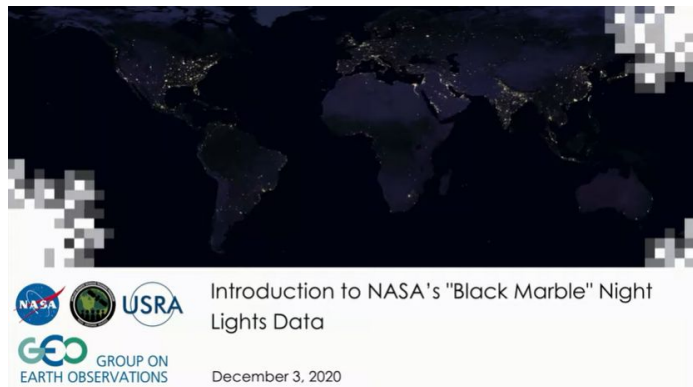 NASA
USRA
GEO
GROUP ON
EARTH OBSERVATIONS
Introduction to NASA's "Black Marble" Night
Lights Data
December 3, 2020